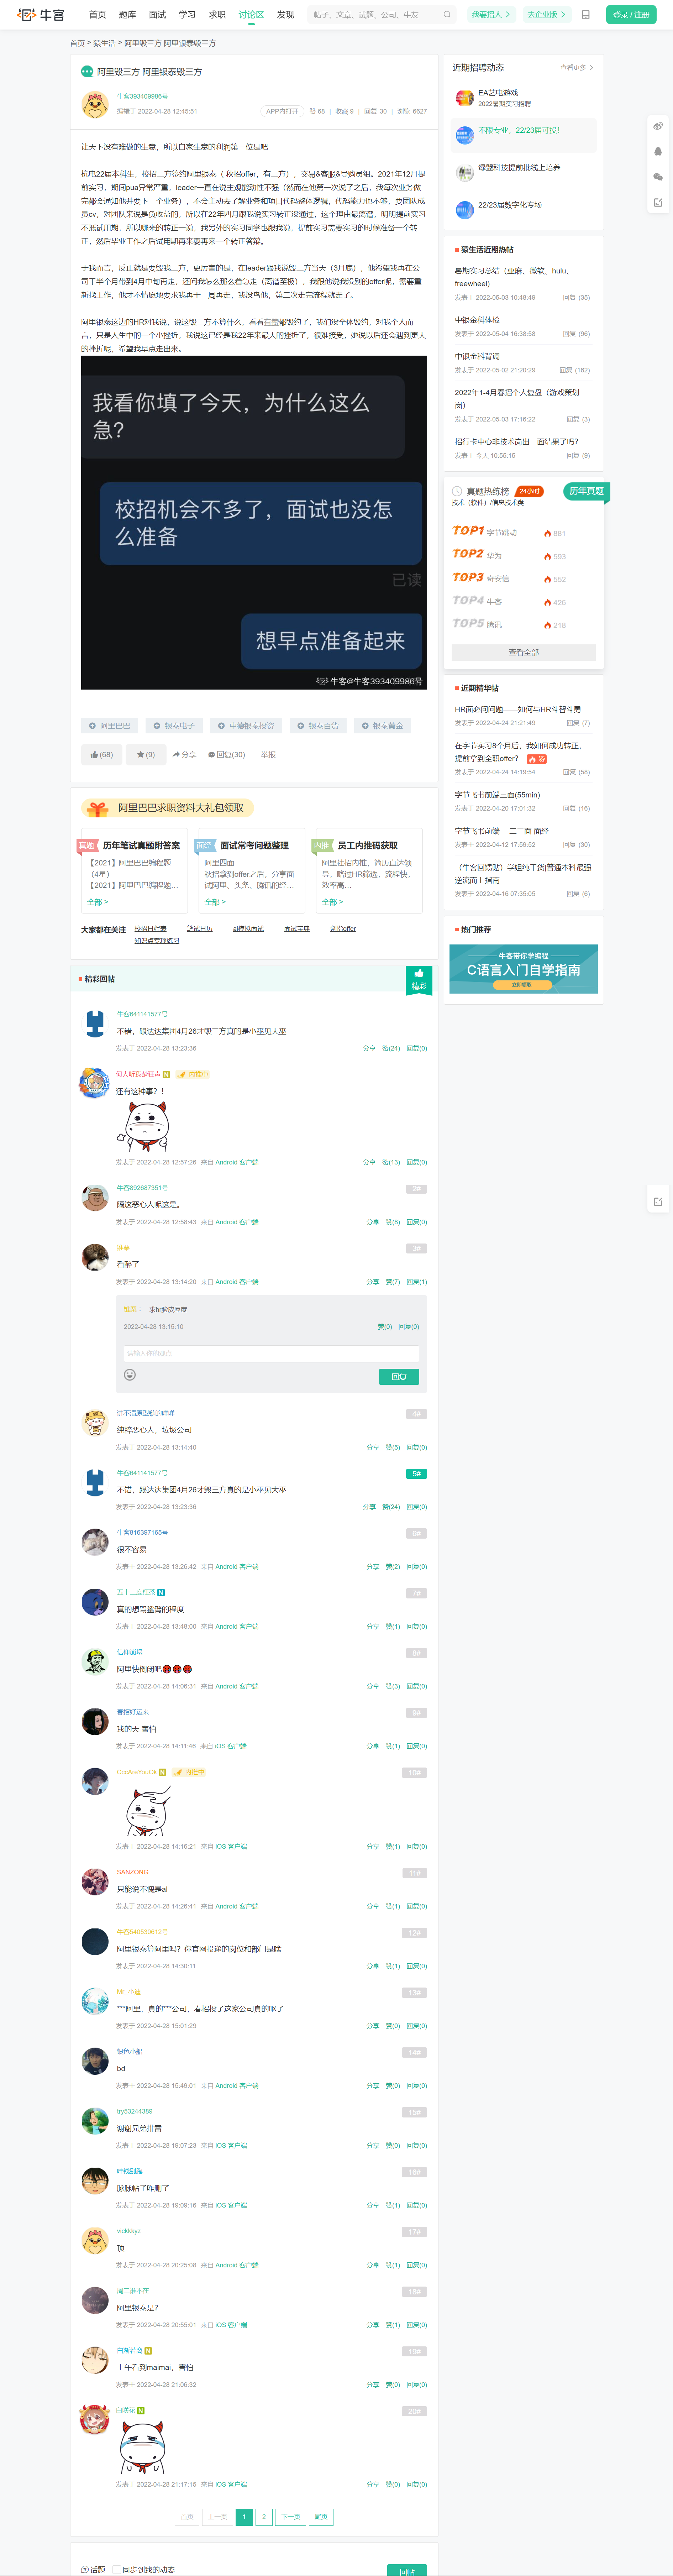 牛客
首页 题库 面试 学习 求职 讨论区 发现
帖子、文章、试题、公司、牛友
我要招人 >
去企业版 >
登录 / 注册
首页 > 猿生活 > 阿里毁三方 阿里银泰毁三方
阿里毁三方 阿里银泰毁三方
牛客393409986号
编辑于 2022-04-28 12:45:51
APP内打开 赞 68 | 收藏 9 | 回复 30 | 浏览 6627
让天下没有难做的生意，所以自家生意的利润第一位是吧
杭电22届本科生，校招三方签约阿里银泰（ 秋招offer，有三方），交易&客服&导购员组。2021年12月提
前实习，期间pua异常严重，leader一直在说主观能动性不强（然而在他第一次说了之后，我每次业务做
完都会通知他并要下一个业务），不会主动去了解业务和项目代码整体逻辑，代码能力也不够，要团队成
员cv，对团队来说是负收益的，所以在22年四月跟我说实习转正没通过，这个理由最离谱，明明提前实习
不抵试用期，所以哪来的转正一说，我另外的实习同学也跟我说，提前实习需要实习的时候准备一个转
正，然后毕业工作之后试用期再来要再来一个转正答辩。
于我而言，反正就是要毁我三方，更厉害的是，在leader跟我说毁三方当天（3月底），他希望我再在公
司干半个月带到4月中旬再走，还问我怎么那么着急走（离谱至极），我跟他说我没别的offer呢，需要重
新找工作，他才不情愿地要求我再干一周再走，我没鸟他，第二次走完流程就走了。
阿里银泰这边的HR对我说，说这毁三方不算什么，看看有赞都毁约了，我们没全体毁约，对我个人而
言，只是人生中的一个小挫折，我说这已经是我22年来最大的挫折了，很难接受，她说以后还会遇到更大
的挫折呢，希望我早点走出来。
我看你填了今天，为什么这么
急？
校招机会不多了，面试也没怎
么准备
已读
想早点准备起来
牛客@牛客393409986号
阿里巴巴 银泰电子 中德银泰投资 银泰百货 银泰黄金
(68) (9) 分享 回复(30) 举报
阿里巴巴求职资料大礼包领取
真题 历年笔试真题附答案
【2021】阿里巴巴编程题
（4星）
【2021】阿里巴巴编程题...
全部 >
面经 面试常考问题整理
阿里四面
秋招拿到offer之后，分享面
试阿里、头条、腾讯的经...
全部 >
内推 员工内推码获取
阿里社招内推，简历直达领
导，略过HR筛选，流程快，
效率高...
全部 >
大家都在关注 校招日程表 笔试日历 ai模拟面试 面试宝典 创造offer
知识点专项练习
精彩回帖
精彩
牛客641141577号
不错，跟达达集团4月26才毁三方真的是小巫见大巫
发表于 2022-04-28 13:23:36 分享 赞(24) 回复(0)
何人听我楚狂声 内推中
还有这种事？！
发表于 2022-04-28 12:57:26 来自 Android 客户端 分享 赞(13) 回复(0)
牛客892687351号 2#
隔这恶心人呢这是。
发表于 2022-04-28 12:58:43 来自 Android 客户端 分享 赞(8) 回复(0)
3#
看醉了
发表于 2022-04-28 13:14:20 来自 Android 客户端 分享 赞(7) 回复(1)
求hr脸皮厚度
2022-04-28 13:15:10 赞(0) 回复(0)
请输入你的观点
回复
4#
纯粹恶心人，垃圾公司
发表于 2022-04-28 13:14:40 分享 赞(5) 回复(0)
牛客641141577号 5#
不错，跟达达集团4月26才毁三方真的是小巫见大巫
发表于 2022-04-28 13:23:36 分享 赞(24) 回复(0)
牛客816397165号 6#
很不容易
发表于 2022-04-28 13:26:42 来自 Android 客户端 分享 赞(2) 回复(0)
五十二度红茶 7#
真的想骂鲨臂的程度
发表于 2022-04-28 13:48:00 来自 Android 客户端 分享 赞(1) 回复(0)
8#
阿里快倒闭吧
发表于 2022-04-28 14:06:31 来自 Android 客户端 分享 赞(3) 回复(0)
春招好运来 9#
我的天 害怕
发表于 2022-04-28 14:11:46 来自 iOS 客户端 分享 赞(1) 回复(0)
CccAreYouOk 内推中 10#
发表于 2022-04-28 14:16:21 来自 iOS 客户端 分享 赞(1) 回复(0)
SANZONG 11#
只能说不愧是al
发表于 2022-04-28 14:26:41 来自 Android 客户端 分享 赞(1) 回复(0)
牛客540530812号 12#
阿里银泰算阿里吗？你官网投递的岗位和部门是啥
发表于 2022-04-28 14:30:11 分享 赞(1) 回复(0)
13#
***阿里，真的***公司，春招投了这家公司真的呕了
发表于 2022-04-28 15:01:29 分享 赞(0) 回复(0)
银色小船 14#
bd
发表于 2022-04-28 15:49:01 来自 Android 客户端 分享 赞(0) 回复(0)
try53244389 15#
谢谢兄弟排雷
发表于 2022-04-28 19:07:23 来自 iOS 客户端 分享 赞(0) 回复(0)
16#
脉脉帖子咋删了
发表于 2022-04-28 19:09:16 来自 iOS 客户端 分享 赞(1) 回复(0)
vickkkyz 17#
顶
发表于 2022-04-28 20:25:08 来自 Android 客户端 分享 赞(1) 回复(0)
周二谁不在 18#
阿里银泰是？
发表于 2022-04-28 20:55:01 来自 iOS 客户端 分享 赞(1) 回复(0)
白渐若霜 19#
上午看到maimai，害怕
发表于 2022-04-28 21:06:32 分享 赞(0) 回复(0)
白咲花 20#
发表于 2022-04-28 21:17:15 来自 iOS 客户端 分享 赞(0) 回复(0)
首页 上一页 1 2 下一页 尾页
话题 同步到我的动态
回帖
近期招聘动态 查看更多 >
EA艺电游戏
2022暑期实习招聘
不限专业，22/23届可投！
绿盟科技提前批线上培养
22/23届数字化专场
猿生活近期热帖
暑期实习总结（亚麻、微软、hulu、
freewheel）
发表于 2022-05-03 10:48:49 回复 (35)
中银金科体检
发表于 2022-05-04 16:38:58 回复 (96)
中银金科背调
发表于 2022-05-02 21:20:29 回复 (162)
2022年1-4月春招个人复盘（游戏策划
岗）
发表于 2022-05-03 17:16:22 回复 (3)
招行卡中心非技术岗出二面结果了吗？
发表于 今天 10:55:15 回复 (9)
真题热练榜 24小时 历年真题
技术（软件）/信息技术类
TOP1 字节跳动 881
TOP2 华为 593
TOP3 奇安信 552
TOP4 牛客 426
TOP5 腾讯 218
查看全部
近期精华帖
HR面必问问题——如何与HR斗智斗勇
发表于 2022-04-24 21:21:49 回复 (7)
在字节实习8个月后，我如何成功转正，
提前拿到全职offer？
发表于 2022-04-24 14:19:54 回复 (58)
字节飞书前端三面(55min)
发表于 2022-04-20 17:01:32 回复 (16)
字节飞书前端 一二三面 面经
发表于 2022-04-12 17:59:52 回复 (30)
（牛客回馈贴）学姐纯干货|普通本科最强
逆流而上指南
发表于 2022-04-16 07:35:05 回复 (6)
热门推荐
牛客带你学编程
C语言入门自学指南
立即领取